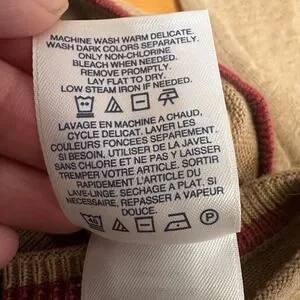 MACHINE WASH WARM DELICATE.
WASH DARK COLORS SEPARATELY.
ONLY NON-CHLORINE
BLEACH WHEN NEEDED.
REMOVE PROMPTLY.
LAY FLAT TO DRY.
LOW STEAM IRON IF NEEDED.
LAVAGE EN MACHINE A CHAUD,
CYCLE DELICAT. LAVER LES
COULEURS FONCEES SEPAREMENT.
SI BESOIN, UTILISER DE LA JAVEL
SANS CHLORE ET NE PAS Y LAISSER
TREMPER VOTRE ARTICLE. SORTIR
RAPIDEMENT L'ARTICLE DU
LAVE-LINGE. SECHAGE A PLAT. SI
NECESSAIRE, REPASSER A VAPEUR
DOUCE.
40
P